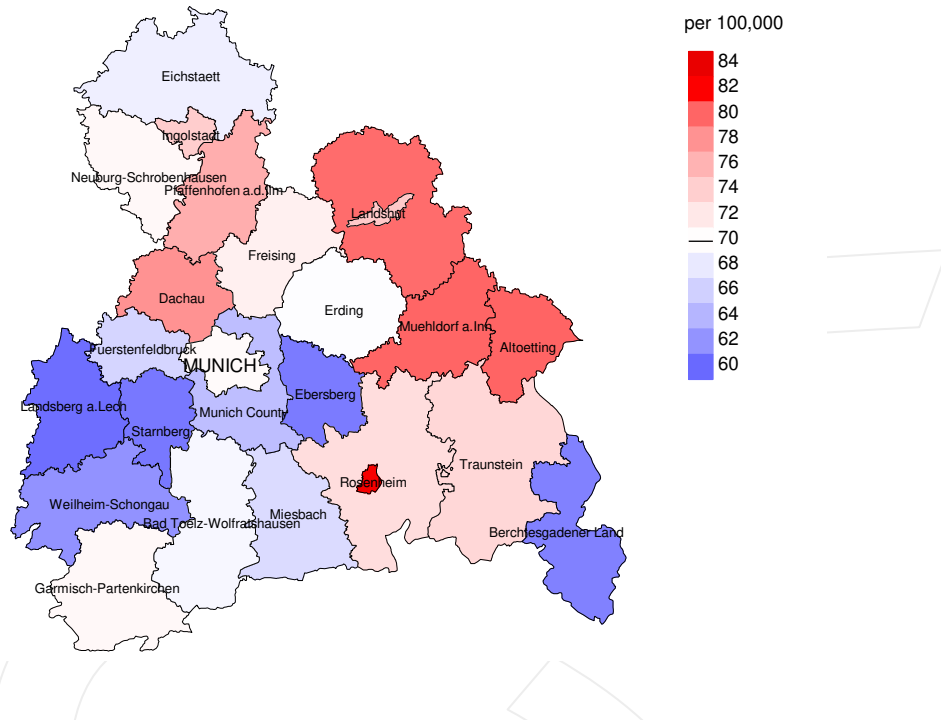 per 100,000
84
82
80
78
76
74
72
70
68
66
64
62
60
Eichstaett
Ingolstadt
Neuburg-Schrobenhausen
Pfaffenhofen a.d.Ilm
Landshut
Freising
Dachau
Erding
Muehldorf a.Inn
Altoetting
Fuerstenfeldbruck
MUNICH
Ebersberg
Landsberg a.Lech
Munich County
Starnberg
Traunstein
Rosenheim
Weilheim-Schongau
Miesbach
Bad Toelz-Wolfratshausen
Berchtesgadener Land
Garmisch-Partenkirchen